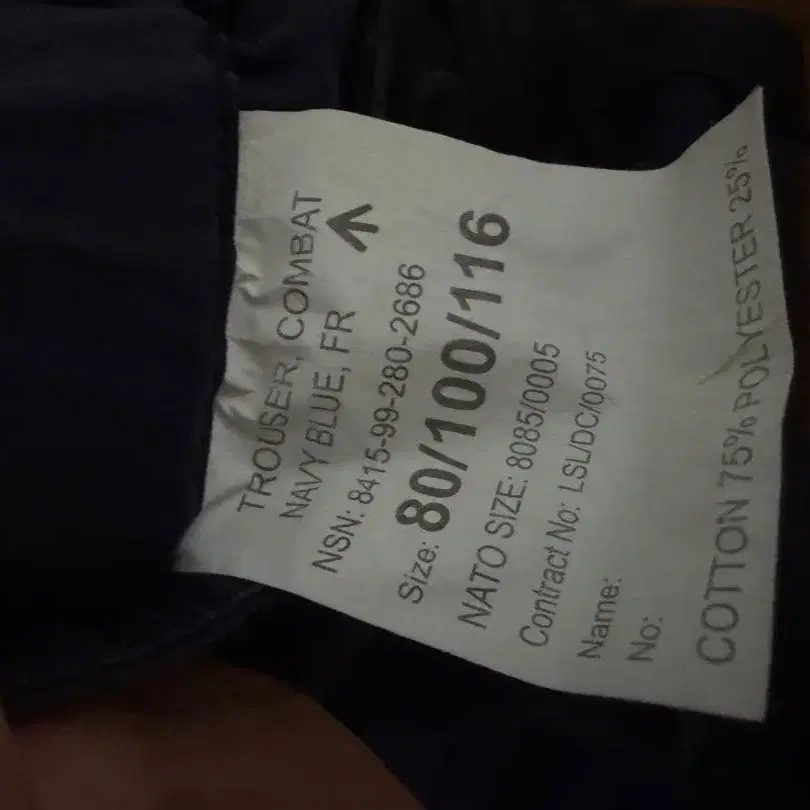 TROUSER, COMBAT
NAVY BLUE, FR
NSN: 8415-99-280-2686
Size: 80/100/116
NATO SIZE: 8085/0005
Contract No: LSL/DC/0075
Name:
No:
COTTON 75% POLYESTER 25%